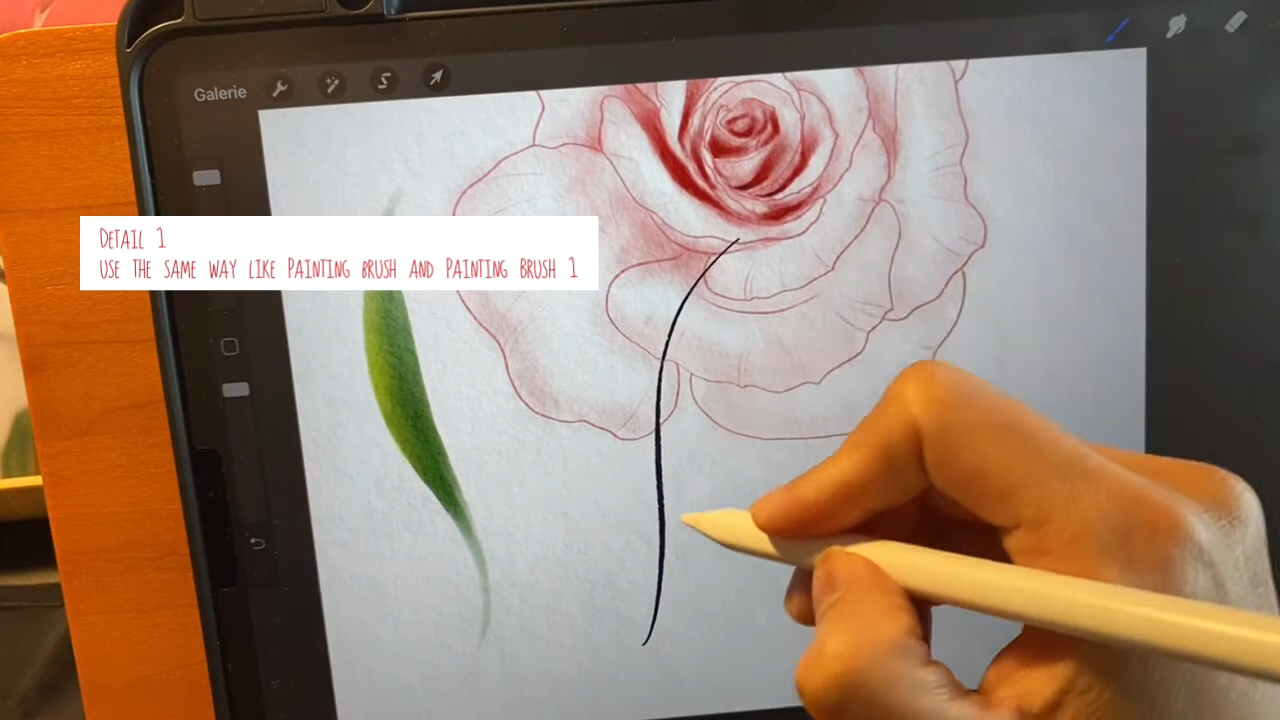 Galerie
DETAIL 1
USE THE SAME WAY LIKE PAINTING BRUSH AND PAINTING BRUSH 1